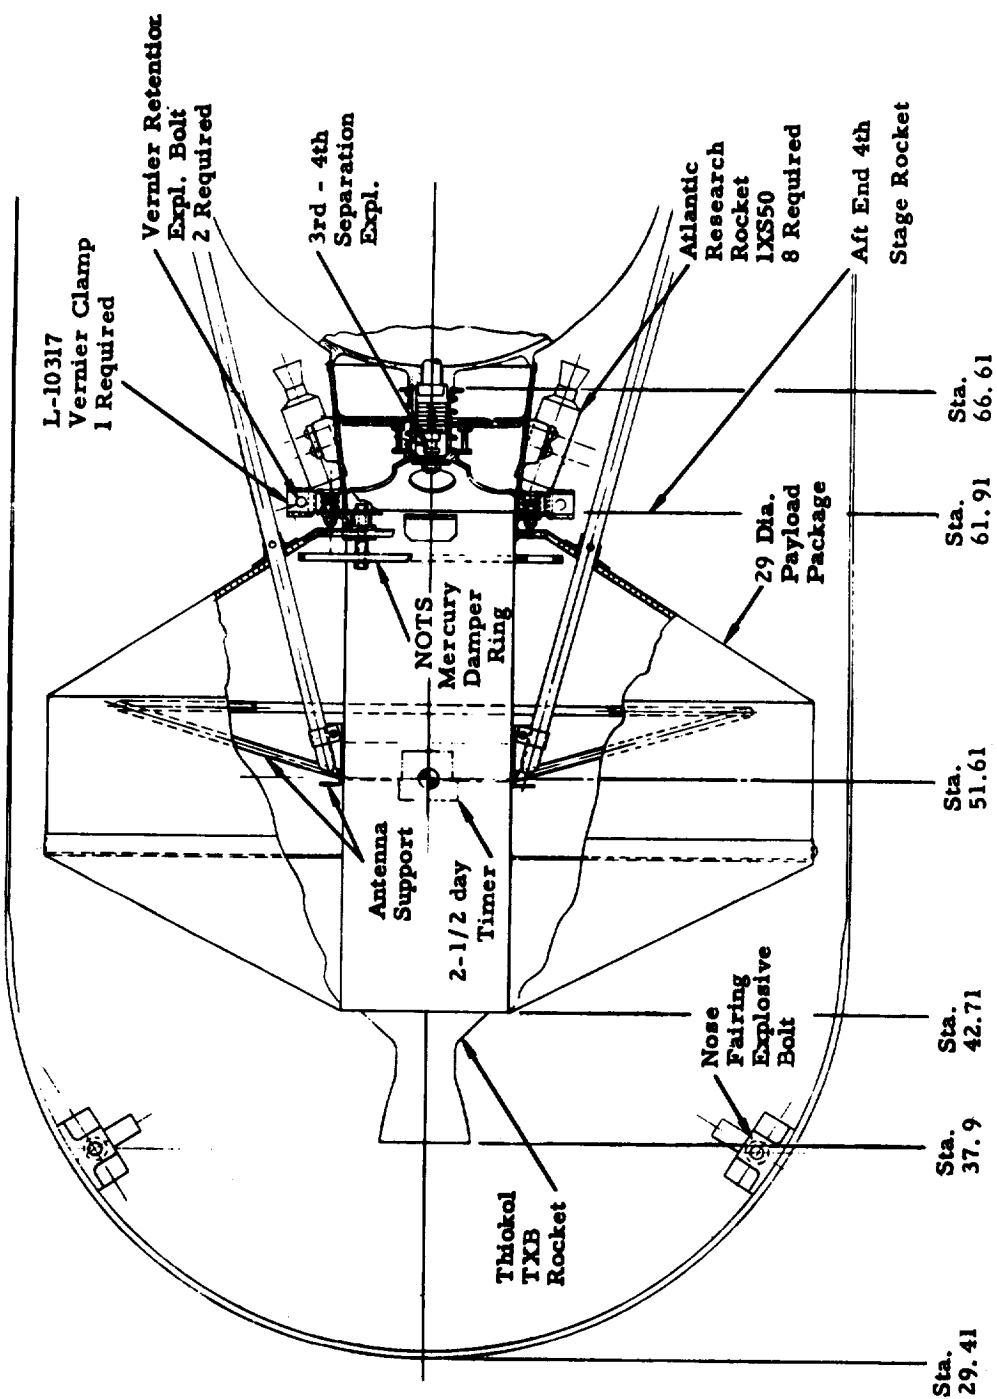 L-10317
Vernier Clamp
1 Required
Vernier Retention
Expl. Bolt
2 Required
3rd - 4th
Separation
Expl.
Atlantic
Research
Rocket
1XS50
8 Required
Aft End 4th
Stage Rocket
NOTS
Mercury
Damper
Ring
29 Dia.
Payload
Package
Antenna
Support
2-1/2 day
Timer
Nose
Fairing
Explosive
Bolt
Thiokol
TXB
Rocket
Sta.
29.41
Sta.
37.9
Sta.
42.71
Sta.
51.61
Sta.
61.91
Sta.
66.61